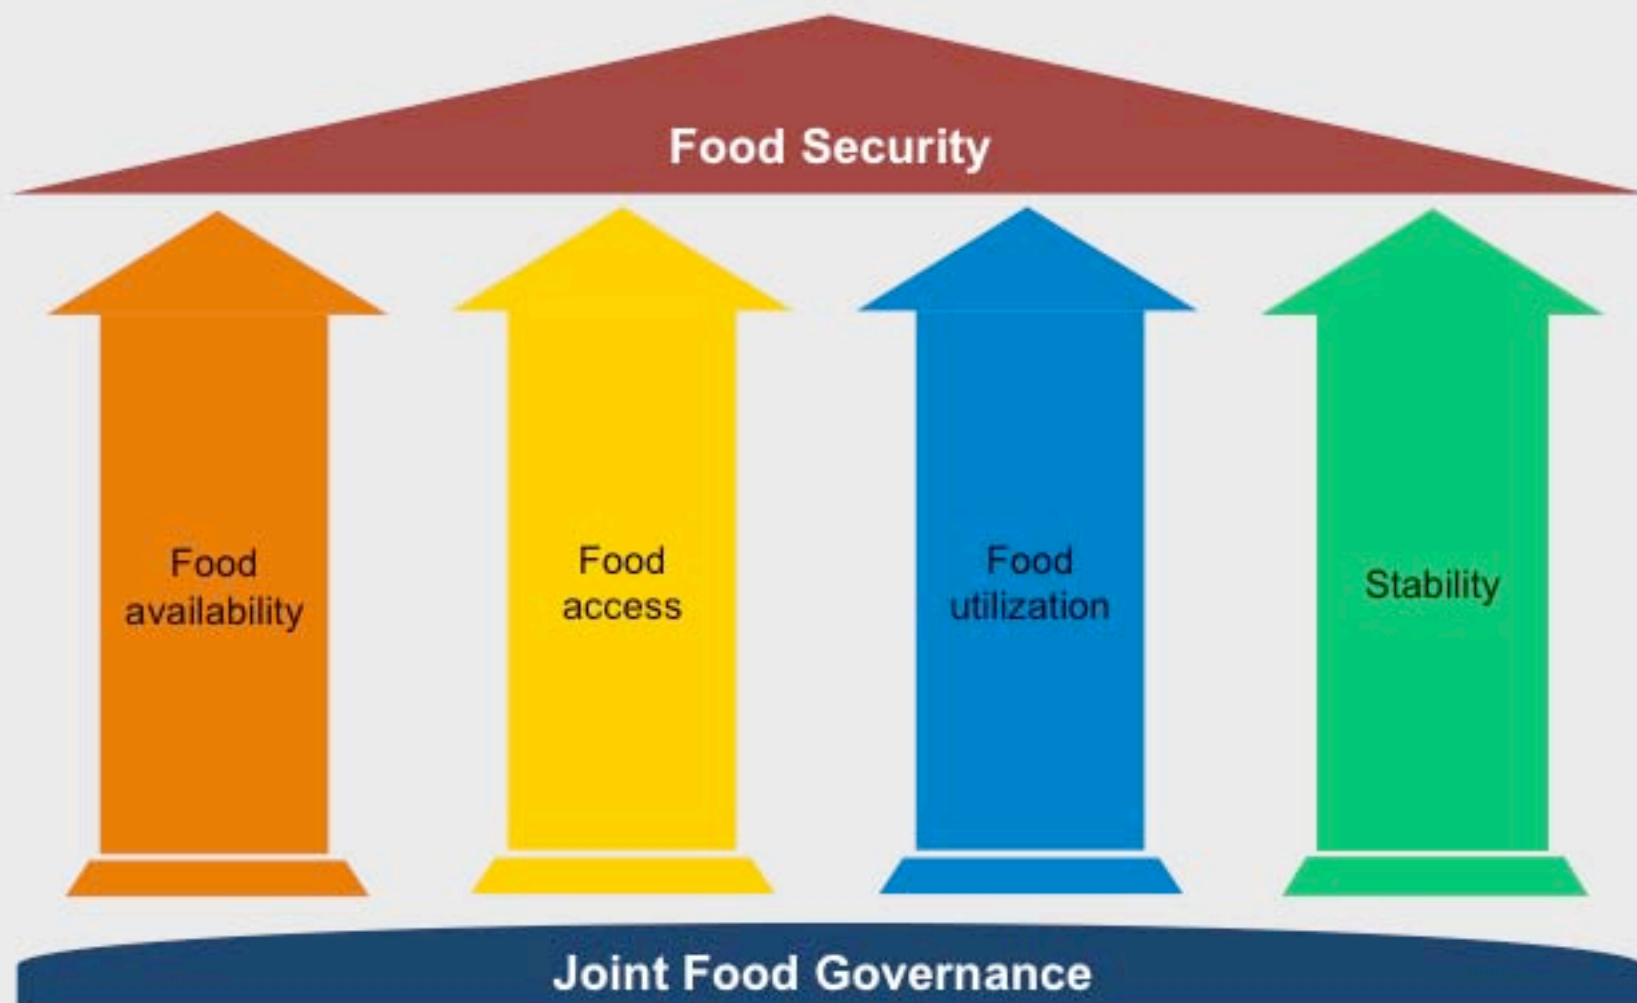 Food Security
Food
availability
Food
access
Food
utilization
Stability
Joint Food Governance